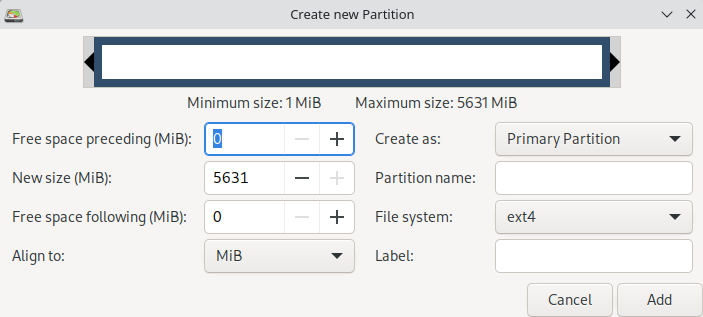 Create new Partition
Minimum size: 1 MiB Maximum size: 5631 MiB
Free space preceding (MiB): 0 Create as: Primary Partition
New size (MiB): 5631 Partition name:
Free space following (MiB): 0 File system: ext4
Align to: MiB Label:
Cancel Add